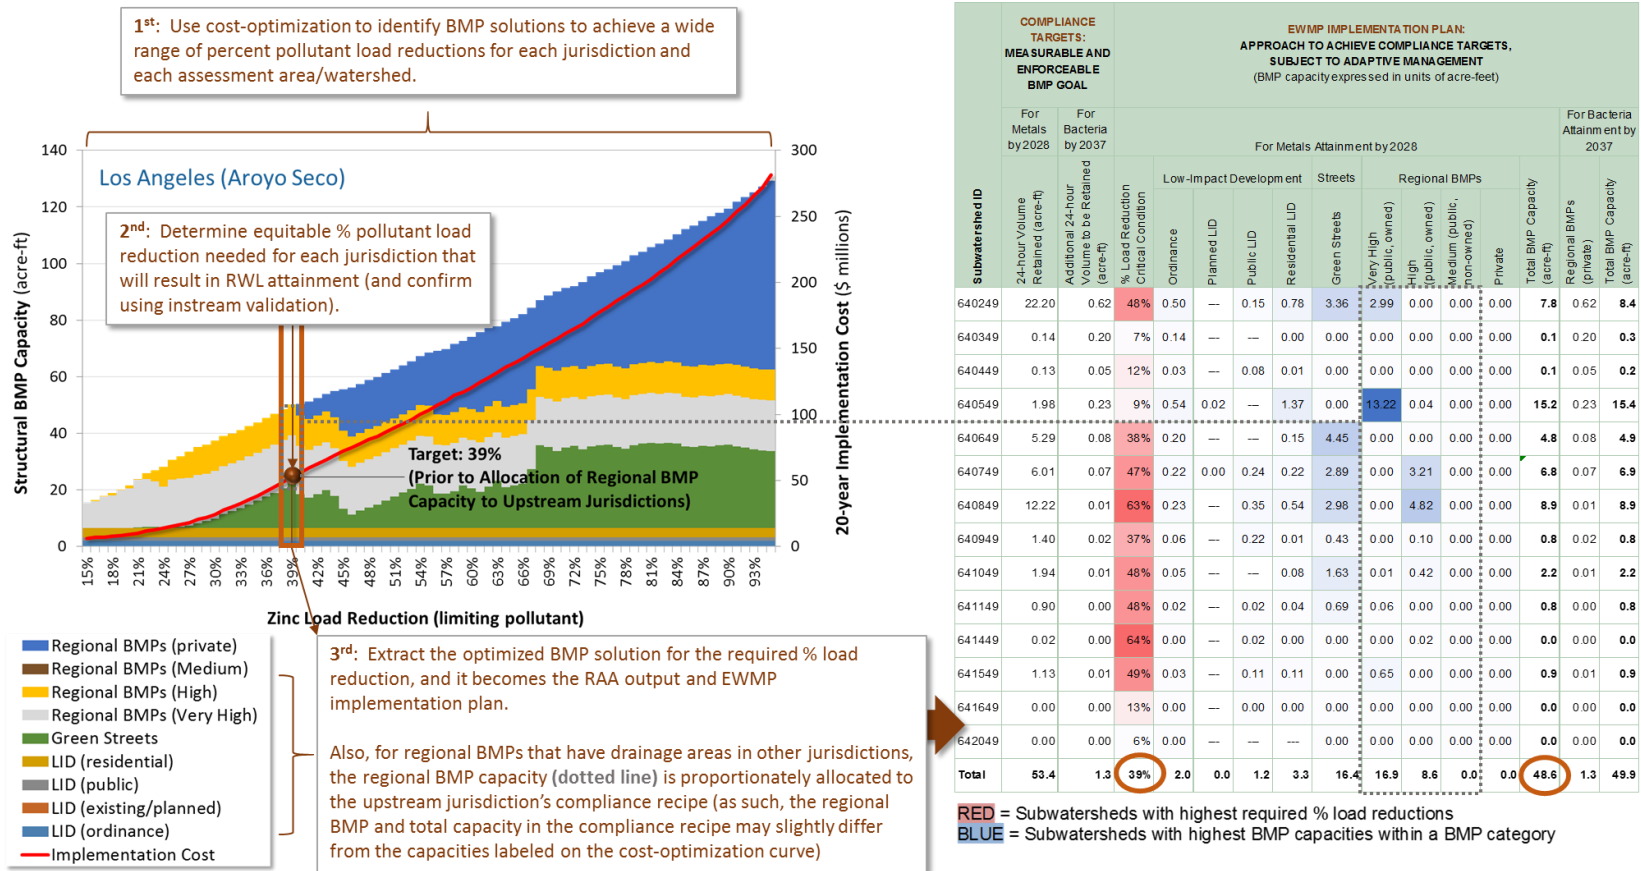 1st: Use cost-optimization to identify BMP solutions to achieve a wide
range of percent pollutant load reductions for each jurisdiction and
each assessment area/watershed.
Los Angeles (Aroyo Seco)
2nd: Determine equitable % pollutant load
reduction needed for each jurisdiction that
will result in RWL attainment (and confirm
using instream validation).
Structural BMP Capacity (acre-ft)
140
120
100
80
60
40
20
0
300
250
200
150
100
50
0
20-year Implementation Cost ($ millions)
Target: 39%
(Prior to Allocation of Regional BMP
Capacity to Upstream Jurisdictions)
15% 18% 21% 24% 27% 30% 33% 36% 39% 42% 45% 48% 51% 54% 57% 60% 63% 66% 69% 72% 75% 78% 81% 84% 87% 90% 93%
Zinc Load Reduction (limiting pollutant)
Regional BMPs (private)
Regional BMPs (Medium)
Regional BMPs (High)
Regional BMPs (Very High)
Green Streets
LID (residential)
LID (public)
LID (existing/planned)
LID (ordinance)
Implementation Cost
3rd: Extract the optimized BMP solution for the required % load
reduction, and it becomes the RAA output and EWMP
implementation plan.
Also, for regional BMPs that have drainage areas in other jurisdictions,
the regional BMP capacity (dotted line) is proportionately allocated to
the upstream jurisdiction's compliance recipe (as such, the regional
BMP and total capacity in the compliance recipe may slightly differ
from the capacities labeled on the cost-optimization curve)
COMPLIANCE
TARGETS:
MEASURABLE AND
ENFORCEABLE
BMP GOAL
EWMP IMPLEMENTATION PLAN:
APPROACH TO ACHIEVE COMPLIANCE TARGETS,
SUBJECT TO ADAPTIVE MANAGEMENT
(BMP capacity expressed in units of acre-feet)
For
Metals
by 2028
For
Bacteria
by 2037
For Metals Attainment by 2028
For Bacteria
Attainment by
2037
Low-Impact Development
Streets
Regional BMPs
Subwatershed ID
24-hour Volume
Retained (acre-ft)
Additional 24-hour
Volume to be Retained
(acre-ft)
% Load Reduction
Critical Condition
Ordinance
Planned LID
Public LID
Residential LID
Green Streets
Very High
(public, owned)
High
(public, owned)
Medium (public,
non-owned)
Private
Total BMP Capacity
(acre-ft)
Regional BMPs
(private)
Total BMP Capacity
(acre-ft)
640249 22.20 0.62 48% 0.50 --- 0.15 0.78 3.36 2.99 0.00 0.00 0.00 7.8 0.62 8.4
640349 0.14 0.20 7% 0.14 --- --- 0.00 0.00 0.00 0.00 0.00 0.00 0.1 0.20 0.3
640449 0.13 0.05 12% 0.03 --- 0.08 0.01 0.00 0.00 0.00 0.00 0.00 0.1 0.05 0.2
640549 1.98 0.23 9% 0.54 0.02 --- 1.37 0.00 13.22 0.04 0.00 0.00 15.2 0.23 15.4
640649 5.29 0.08 38% 0.20 --- --- 0.15 4.45 0.00 0.00 0.00 0.00 4.8 0.08 4.9
640749 6.01 0.07 47% 0.22 0.00 0.24 0.22 2.89 0.00 3.21 0.00 0.00 6.8 0.07 6.9
640849 12.22 0.01 63% 0.23 --- 0.35 0.54 2.98 0.00 4.82 0.00 0.00 8.9 0.01 8.9
640949 1.40 0.02 37% 0.06 --- 0.22 0.01 0.43 0.00 0.10 0.00 0.00 0.8 0.02 0.8
641049 1.94 0.01 48% 0.05 --- --- 0.08 1.63 0.01 0.42 0.00 0.00 2.2 0.01 2.2
641149 0.90 0.00 48% 0.02 --- 0.02 0.04 0.69 0.06 0.00 0.00 0.00 0.8 0.00 0.8
641449 0.02 0.00 64% 0.00 --- 0.02 0.00 0.00 0.00 0.02 0.00 0.00 0.0 0.00 0.0
641549 1.13 0.01 49% 0.03 --- 0.11 0.11 0.00 0.65 0.00 0.00 0.00 0.9 0.01 0.9
641649 0.00 0.00 13% 0.00 --- 0.00 0.00 0.00 0.00 0.00 0.00 0.00 0.0 0.00 0.0
642049 0.00 0.00 6% 0.00 --- --- --- 0.00 0.00 0.00 0.00 0.00 0.0 0.00 0.0
Total 53.4 1.3 39% 2.0 0.0 1.2 3.3 16.4 16.9 8.6 0.0 0.0 48.6 1.3 49.9
RED = Subwatersheds with highest required % load reductions
BLUE = Subwatersheds with highest BMP capacities within a BMP category